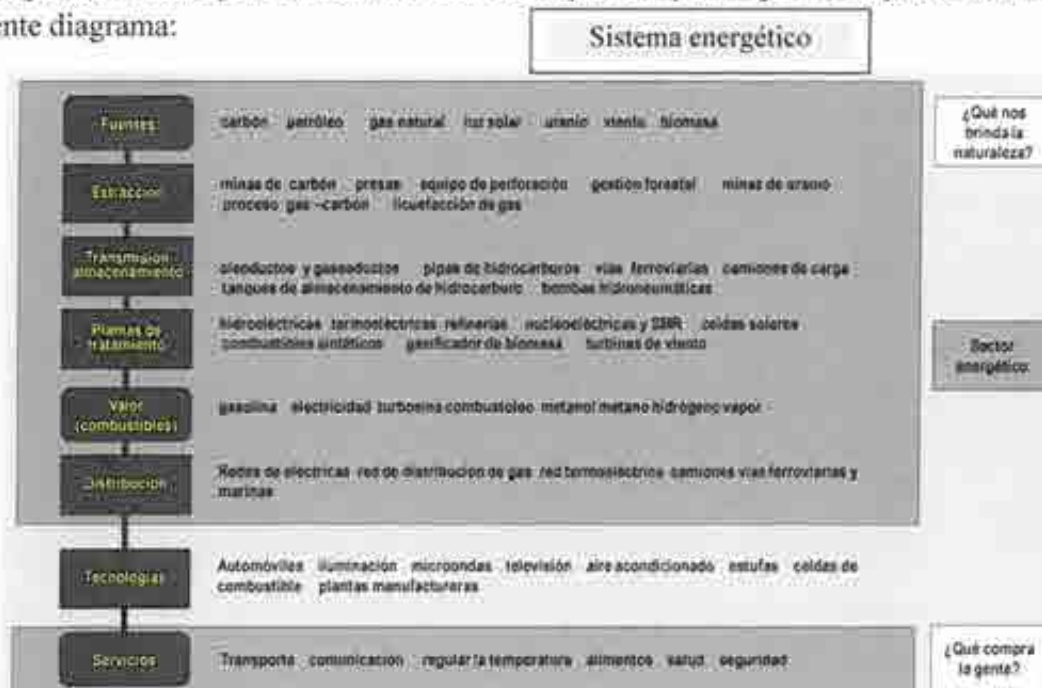 ente diagrama:
Sistema energético
Fuentes
carbón petróleo gas natural luz solar uranio viento biomasa
¿Qué nos
brinda la
naturaleza?
Extracción
minas de carbón presas equipo de perforación gestión forestal minas de uranio
proceso gas-carbón licuefacción de gas
Transmisión
almacenamiento
oleoductos y gaseoductos pipas de hidrocarburos vías ferroviarias camiones de carga
tanques de almacenamiento de hidrocarburo bombas hidroneumáticas
Plantas de
tratamiento
hidroeléctricas termoeléctricas refinerías nucleoeléctricas y SMR celdas solares
combustibles sintéticos gasificador de biomasa turbinas de viento
Sector
energético
Valor
(combustibles)
gasolina electricidad turbosina combustoleo metanol metano hidrógeno vapor
Distribución
Redes de eléctricas red de distribución de gas red termoeléctrica camiones vías ferroviarias y
marinas
Tecnologías
Automóviles iluminación microondas televisión aire acondicionado estufas celdas de
combustible plantas manufactureras
Servicios
Transporte comunicación regular la temperatura alimentos salud seguridad
¿Qué compra
la gente?